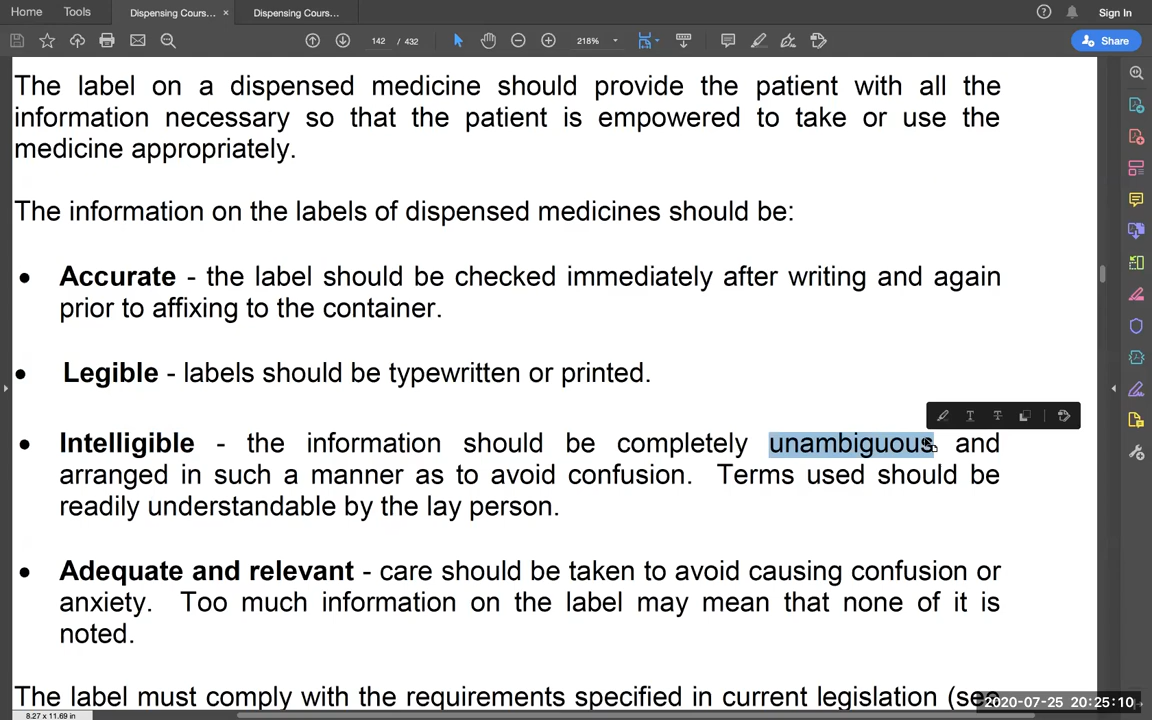 Home Tools Dispensing Cours... × Dispensing Cours... Sign In
142 / 432 218% Share
The label on a dispensed medicine should provide the patient with all the
information necessary so that the patient is empowered to take or use the
medicine appropriately.
The information on the labels of dispensed medicines should be:
• Accurate - the label should be checked immediately after writing and again
prior to affixing to the container.
• Legible - labels should be typewritten or printed.
• Intelligible - the information should be completely unambiguous and
arranged in such a manner as to avoid confusion. Terms used should be
readily understandable by the lay person.
• Adequate and relevant - care should be taken to avoid causing confusion or
anxiety. Too much information on the label may mean that none of it is
noted.
The label must comply with the requirements specified in current legislation (see
2020-07-25 20:25:10
8.27 x 11.69 in